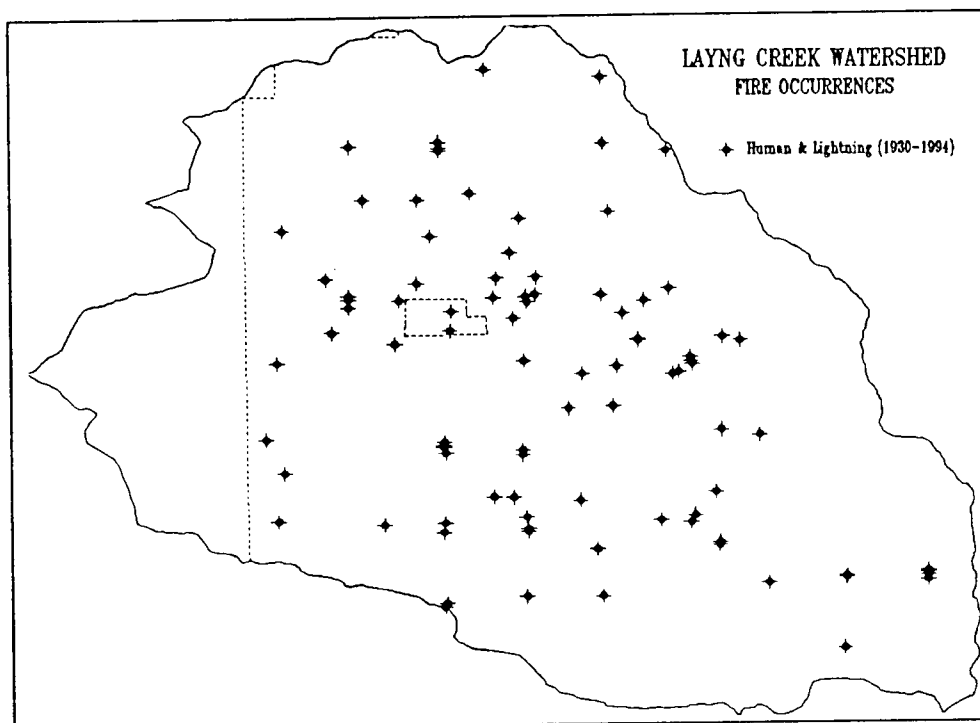 LAYNG CREEK WATERSHED
FIRE OCCURRENCES
Human & Lightning (1930-1994)